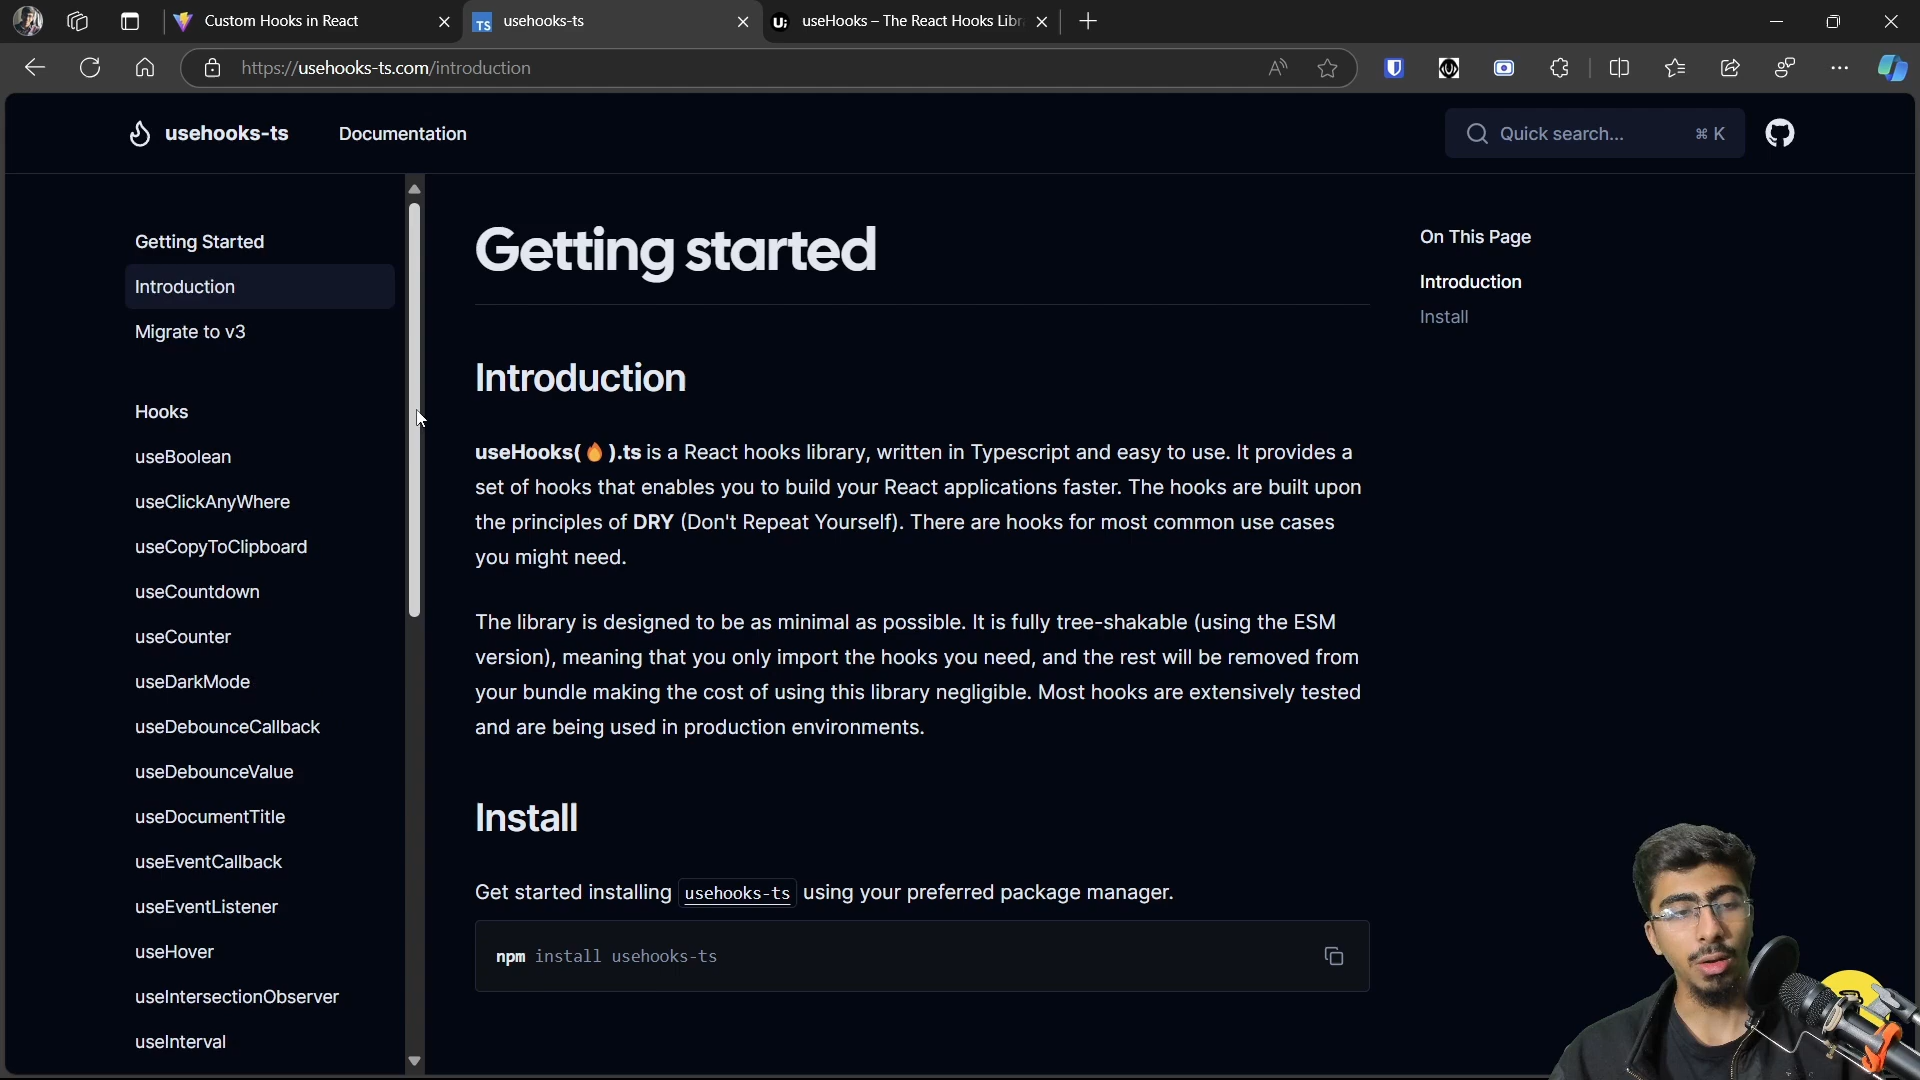 Custom Hooks in React
usehooks-ts
useHooks – The React Hooks Libr
https://usehooks-ts.com/introduction
usehooks-ts
Documentation
Quick search...
⌘ K
Getting Started
Introduction
Migrate to v3
Hooks
useBoolean
useClickAnyWhere
useCopyToClipboard
useCountdown
useCounter
useDarkMode
useDebounceCallback
useDebounceValue
useDocumentTitle
useEventCallback
useEventListener
useHover
useIntersectionObserver
useInterval
Getting started
Introduction
useHooks(🔥).ts is a React hooks library, written in Typescript and easy to use. It provides a
set of hooks that enables you to build your React applications faster. The hooks are built upon
the principles of DRY (Don't Repeat Yourself). There are hooks for most common use cases
you might need.
The library is designed to be as minimal as possible. It is fully tree-shakable (using the ESM
version), meaning that you only import the hooks you need, and the rest will be removed from
your bundle making the cost of using this library negligible. Most hooks are extensively tested
and are being used in production environments.
Install
Get started installing usehooks-ts using your preferred package manager.
npm install usehooks-ts
On This Page
Introduction
Install